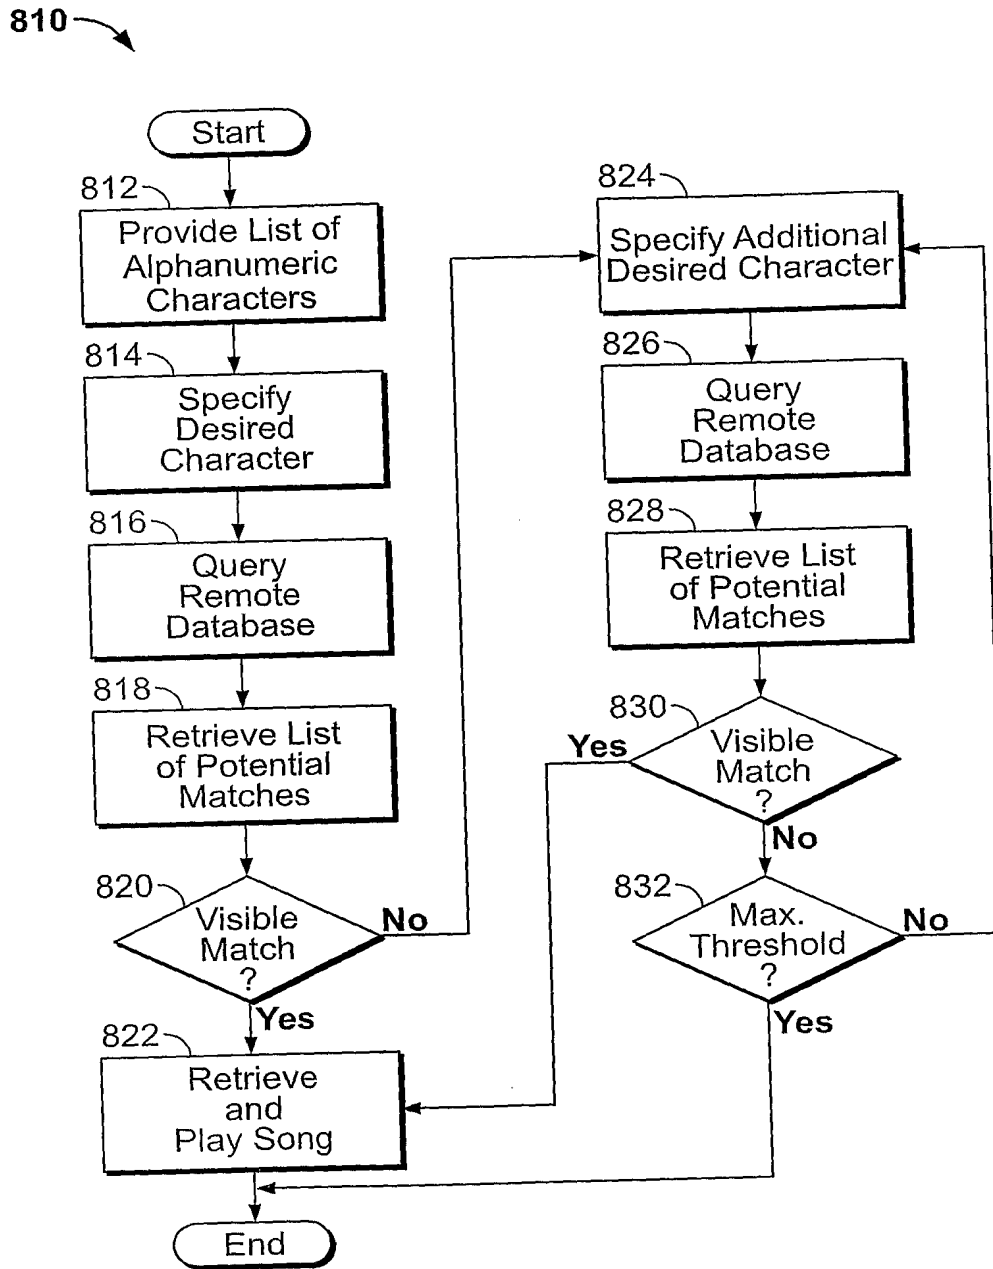 810
Start
812
Provide List of
Alphanumeric
Characters
814
Specify
Desired
Character
816
Query
Remote
Database
818
Retrieve List
of Potential
Matches
820
Visible
Match
?
No
Yes
822
Retrieve
and
Play Song
End
824
Specify Additional
Desired Character
826
Query
Remote
Database
828
Retrieve List
of Potential
Matches
830
Visible
Match
?
Yes
No
832
Max.
Threshold
?
No
Yes